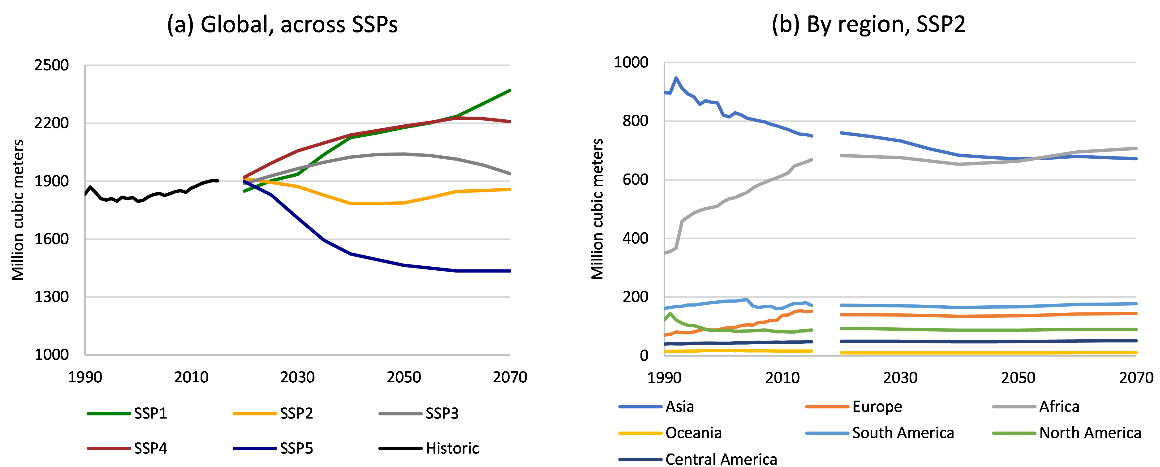 (a) Global, across SSPs
Million cubic meters
2500
2200
1900
1600
1300
1000
1990
2010
2030
2050
2070
SSP1
SSP2
SSP3
SSP4
SSP5
Historic
(b) By region, SSP2
Million cubic meters
1000
800
600
400
200
0
1990
2010
2030
2050
2070
Asia
Europe
Africa
Oceania
South America
North America
Central America